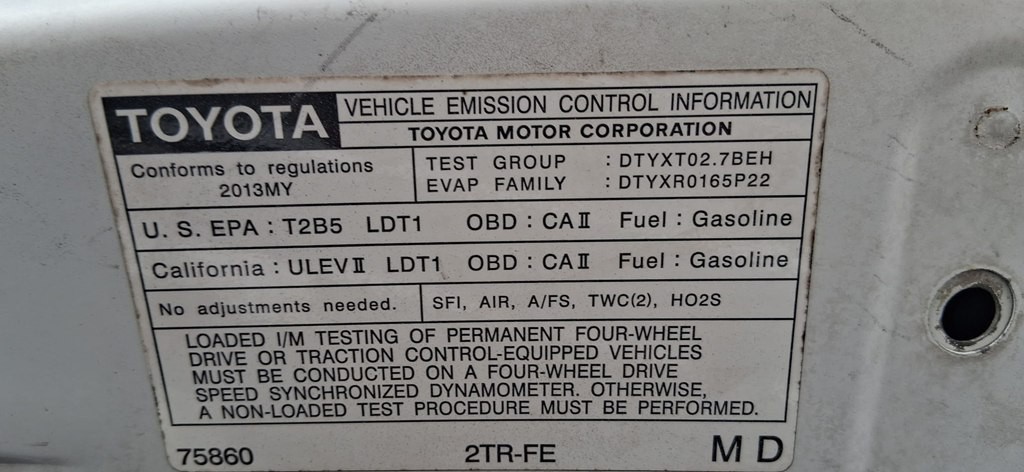 TOYOTA
VEHICLE EMISSION CONTROL INFORMATION
TOYOTA MOTOR CORPORATION
Conforms to regulations
2013MY
TEST GROUP : DTYXT02.7BEH
EVAP FAMILY : DTYXR0165P22
U. S. EPA : T2B5 LDT1 OBD : CAⅡ Fuel : Gasoline
California : ULEVⅡ LDT1 OBD : CAⅡ Fuel : Gasoline
No adjustments needed.
SFI, AIR, A/FS, TWC(2), HO2S
LOADED I/M TESTING OF PERMANENT FOUR-WHEEL
DRIVE OR TRACTION CONTROL-EQUIPPED VEHICLES
MUST BE CONDUCTED ON A FOUR-WHEEL DRIVE
SPEED SYNCHRONIZED DYNAMOMETER. OTHERWISE,
A NON-LOADED TEST PROCEDURE MUST BE PERFORMED.
75860 2TR-FE MD